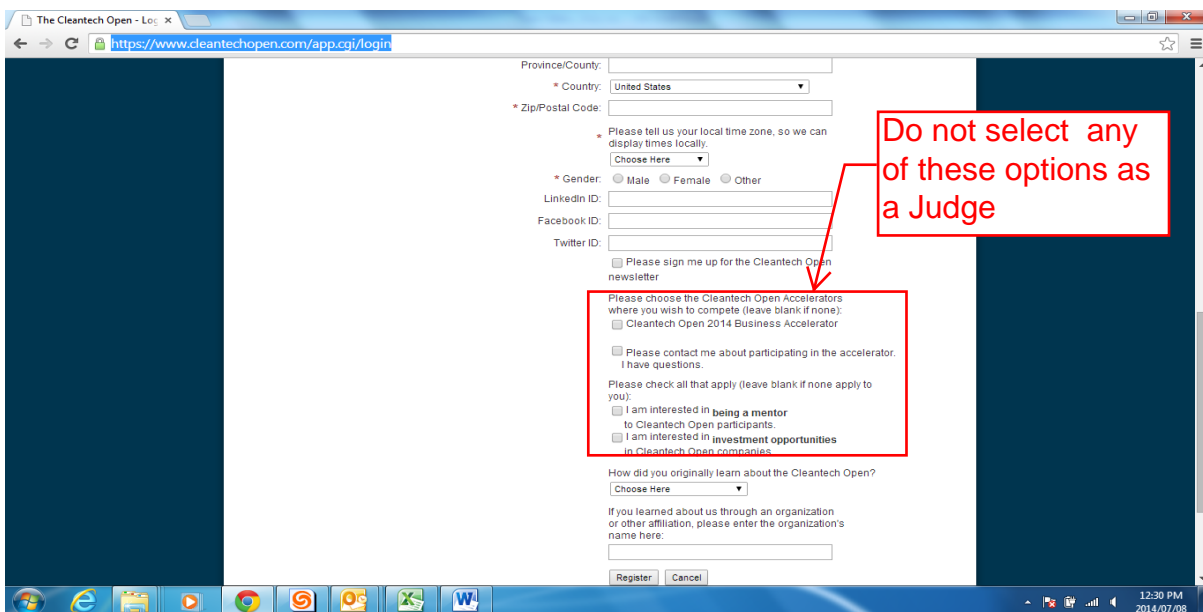 The Cleantech Open - Log
https://www.cleantechopen.com/app.cgi/login
Province/County:
* Country: United States
* Zip/Postal Code:
* Please tell us your local time zone, so we can
display times locally.
Choose Here
* Gender: Male Female Other
LinkedIn ID:
Facebook ID:
Twitter ID:
Please sign me up for the Cleantech Open
newsletter
Do not select any
of these options as
a Judge
Please choose the Cleantech Open Accelerators
where you wish to compete (leave blank if none):
Cleantech Open 2014 Business Accelerator
Please contact me about participating in the accelerator.
I have questions.
Please check all that apply (leave blank if none apply to
you):
I am interested in being a mentor
to Cleantech Open participants.
I am interested in investment opportunities
in Cleantech Open companies
How did you originally learn about the Cleantech Open?
Choose Here
If you learned about us through an organization
or other affiliation, please enter the organization's
name here:
Register Cancel
12:30 PM
2014/07/08